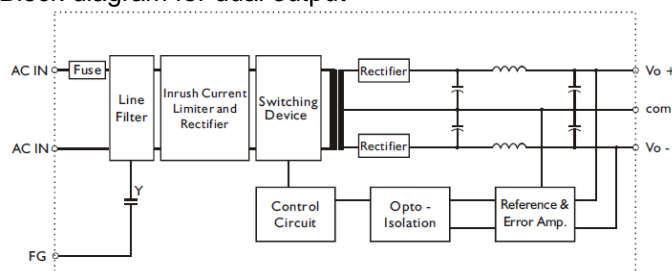 Block diagram for dual output
AC IN
Fuse
Line
Filter
Inrush Current
Limiter and
Rectifier
Switching
Device
Rectifier
Vo +
com
AC IN
Rectifier
Vo -
Y
Control
Circuit
Opto -
Isolation
Reference &
Error Amp.
FG